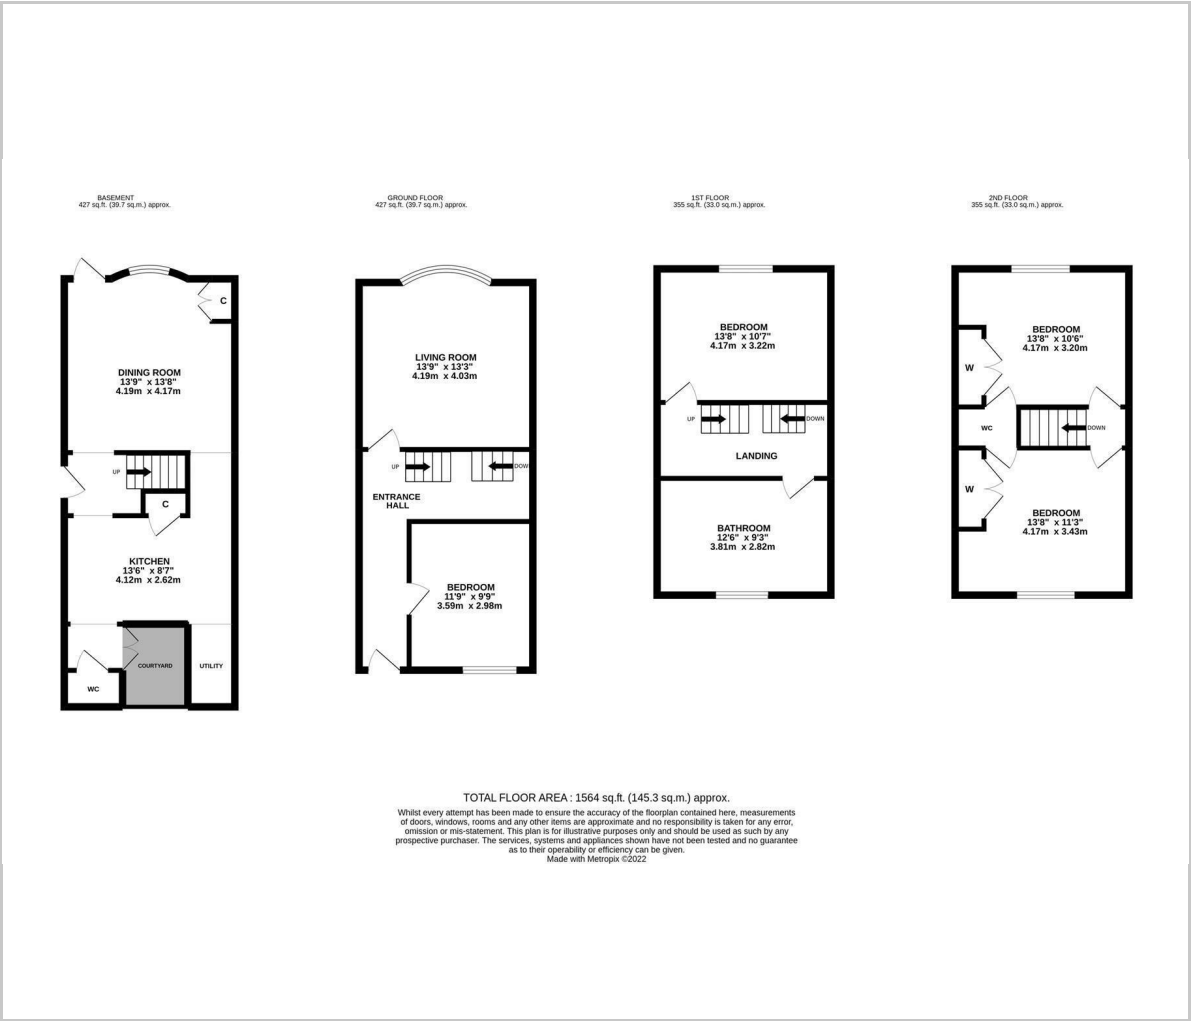 BASEMENT
427 sq.ft. (39.7 sq.m.) approx.
C
DINING ROOM
13'9" x 13'8"
4.19m x 4.17m
UP
C
KITCHEN
13'6" x 8'7"
4.12m x 2.62m
COURTYARD
UTILITY
WC
GROUND FLOOR
427 sq.ft. (39.7 sq.m.) approx.
LIVING ROOM
13'9" x 13'3"
4.19m x 4.03m
UP
DOW
ENTRANCE
HALL
BEDROOM
11'9" x 9'9"
3.59m x 2.98m
1ST FLOOR
355 sq.ft. (33.0 sq.m.) approx.
BEDROOM
13'8" x 10'7"
4.17m x 3.22m
UP
DOWN
LANDING
BATHROOM
12'6" x 9'3"
3.81m x 2.82m
2ND FLOOR
355 sq.ft. (33.0 sq.m.) approx.
BEDROOM
13'8" x 10'6"
4.17m x 3.20m
W
WC
DOWN
W
BEDROOM
13'8" x 11'3"
4.17m x 3.43m
TOTAL FLOOR AREA : 1564 sq.ft. (145.3 sq.m.) approx.
Whilst every attempt has been made to ensure the accuracy of the floorplan contained here, measurements
of doors, windows, rooms and any other items are approximate and no responsibility is taken for any error,
omission or mis-statement. This plan is for illustrative purposes only and should be used as such by any
prospective purchaser. The services, systems and appliances shown have not been tested and no guarantee
as to their operability or efficiency can be given.
Made with Metropix ©2022